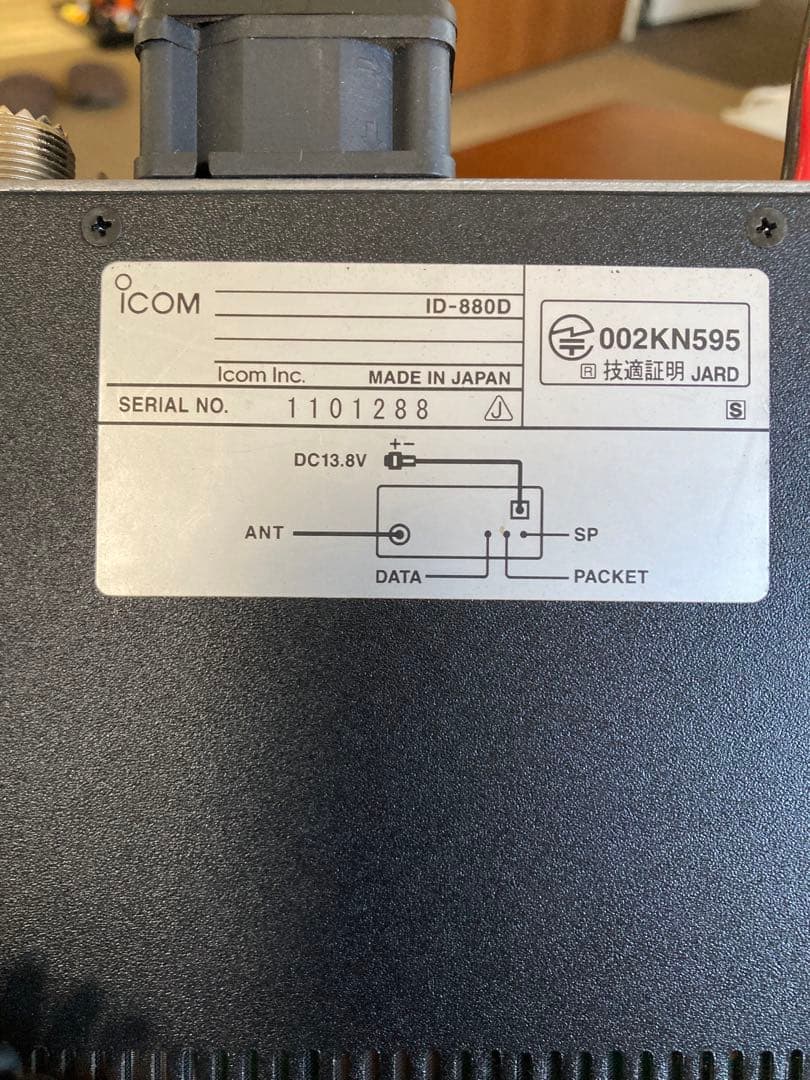 ICOM
ID-880D
Icom Inc. MADE IN JAPAN
SERIAL NO. 1101288 J
002KN595
R 技適証明 JARD
S
+-
DC13.8V
ANT
SP
DATA
PACKET